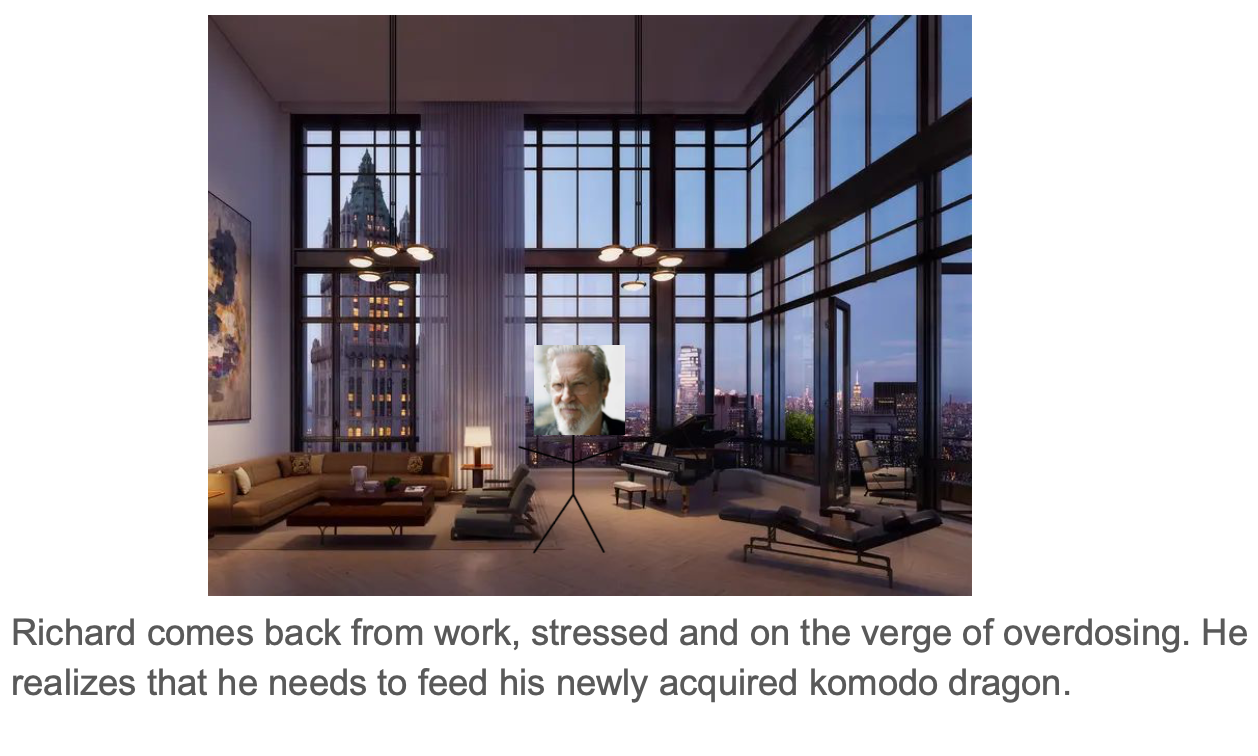 Richard comes back from work, stressed and on the verge of overdosing. He
realizes that he needs to feed his newly acquired komodo dragon.